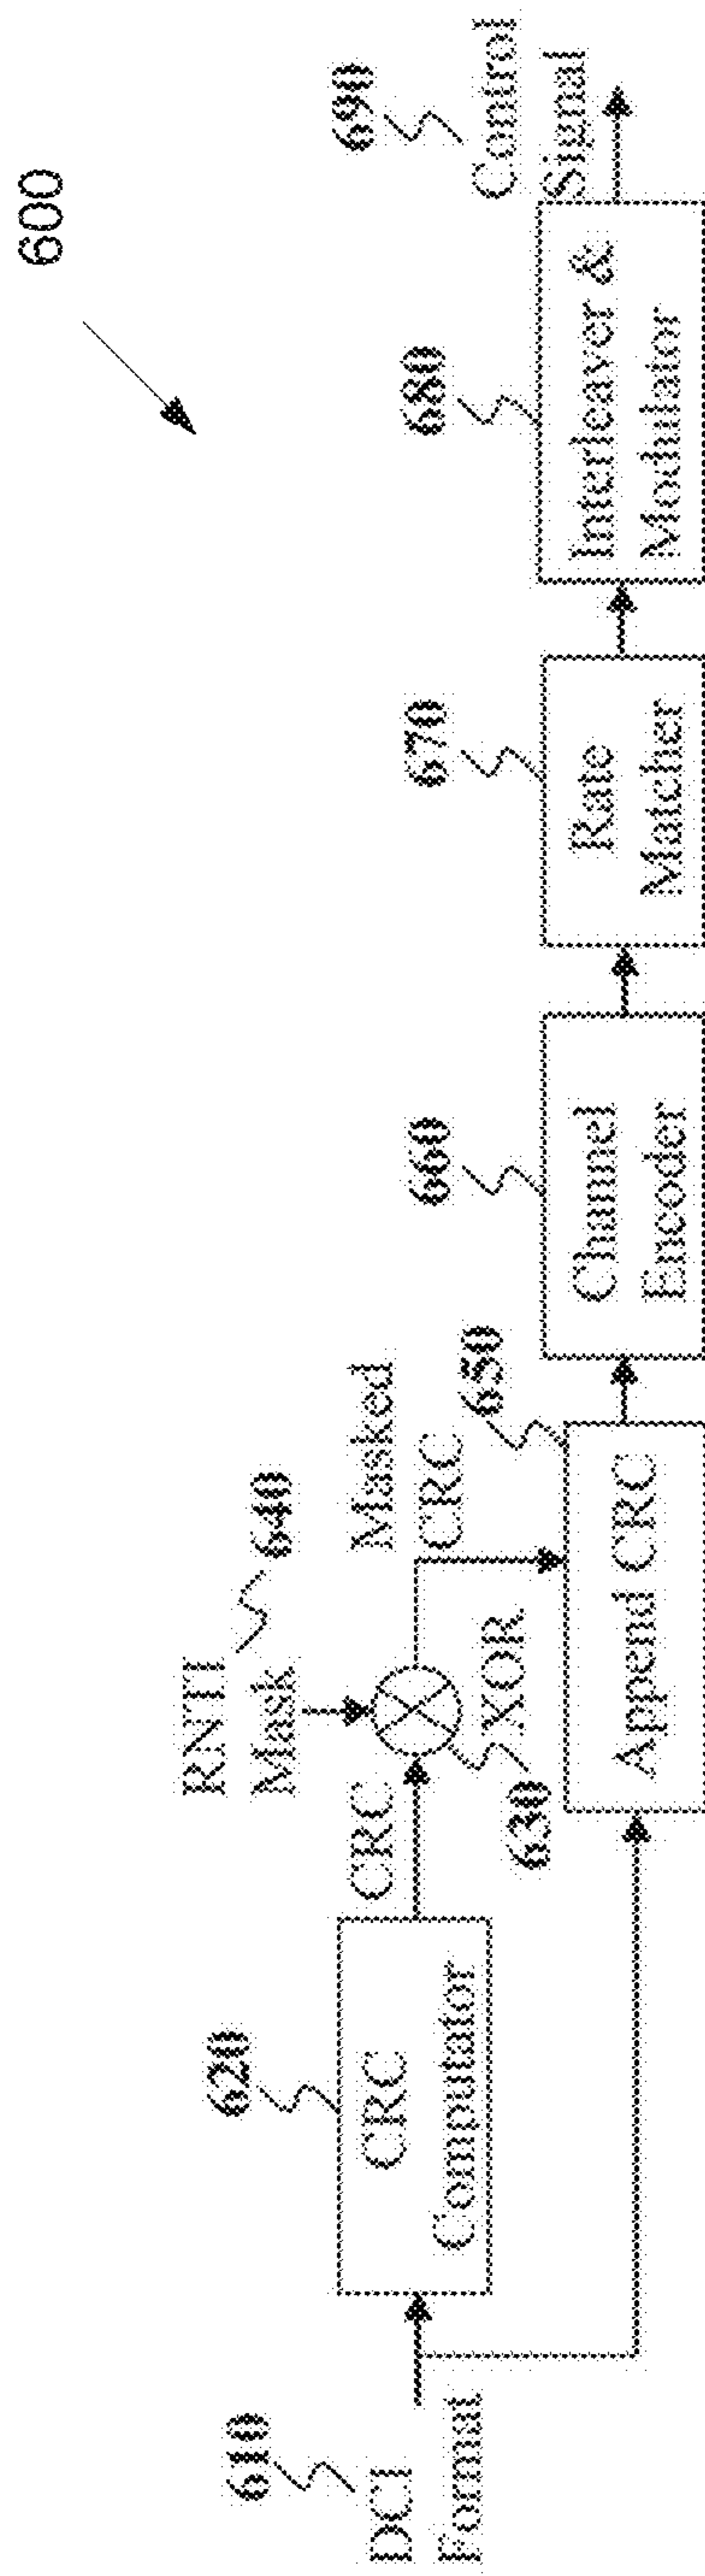 600
610
DCI
Format
620
CRC
Computator
CRC
RNTI
Mask
640
630
XOR
Masked
CRC
650
Append CRC
660
Channel
Encoder
670
Rate
Matcher
680
Interleaver &
Modulator
690
Control
Signal